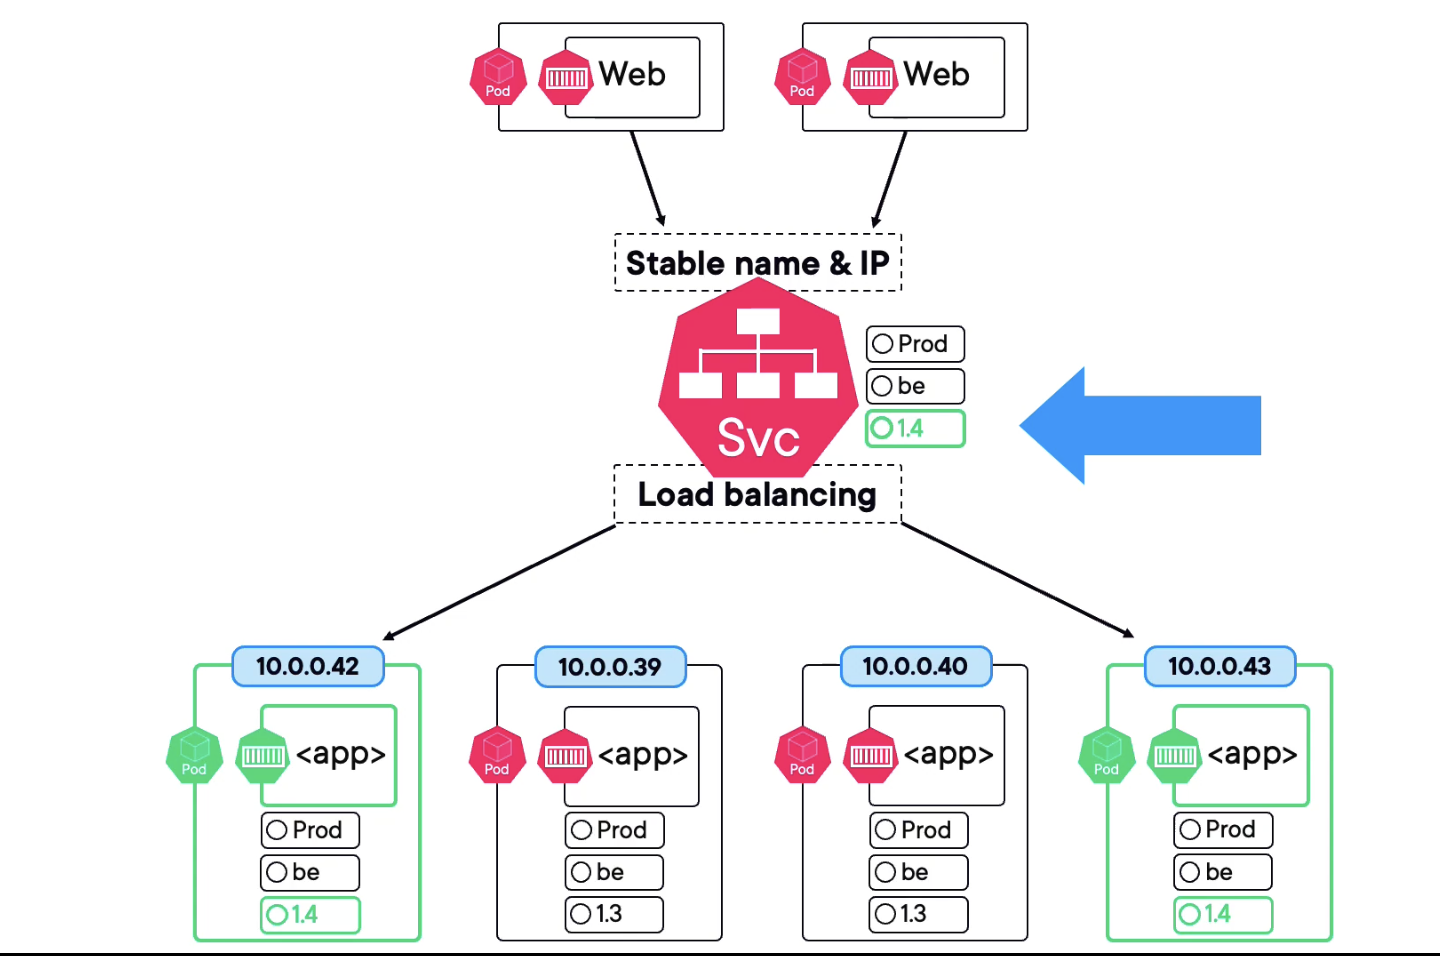 Pod
Web
Pod
Web
Stable name & IP
Prod
be
1.4
Svc
Load balancing
10.0.0.42
Pod
<app>
Prod
be
1.4
10.0.0.39
Pod
<app>
Prod
be
1.3
10.0.0.40
Pod
<app>
Prod
be
1.3
10.0.0.43
Pod
<app>
Prod
be
1.4